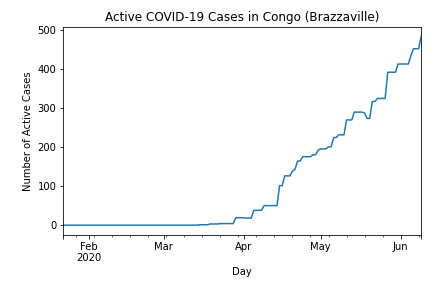 Active COVID-19 Cases in Congo (Brazzaville)
500
400
300
200
100
0
Number of Active Cases
Feb Mar Apr May Jun
2020
Day